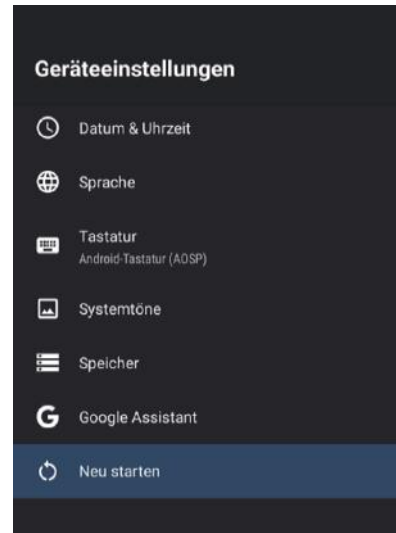 Geräteeinstellungen
Datum & Uhrzeit
Sprache
Tastatur
Android-Tastatur (AOSP)
Systemtöne
Speicher
Google Assistant
Neu starten